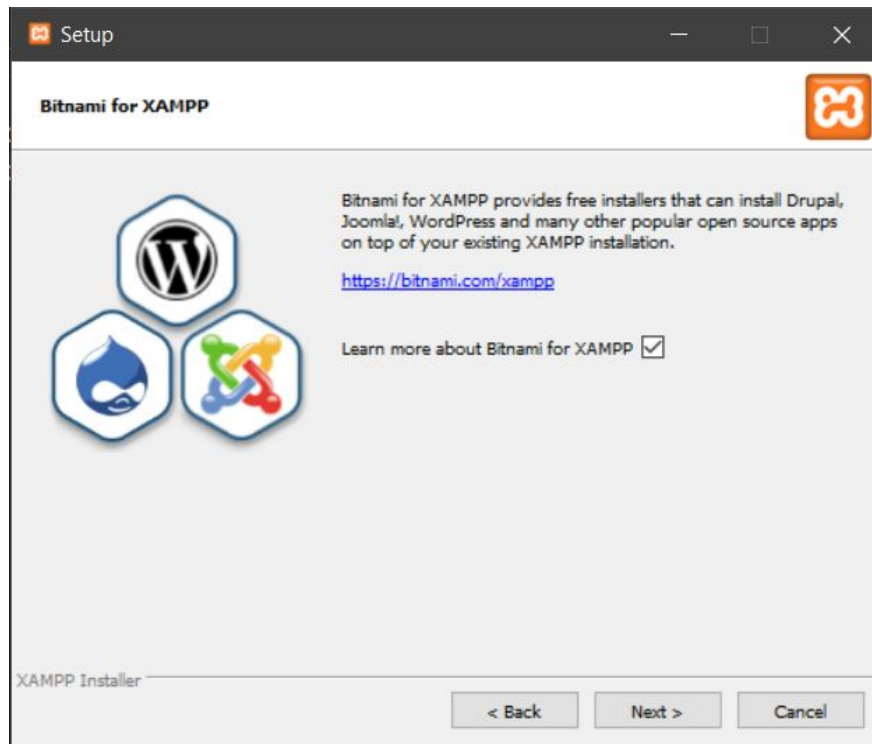 Setup
Bitnami for XAMPP
Bitnami for XAMPP provides free installers that can install Drupal,
Joomla!, WordPress and many other popular open source apps
on top of your existing XAMPP installation.
https://bitnami.com/xampp
Learn more about Bitnami for XAMPP
XAMPP Installer
< Back
Next >
Cancel